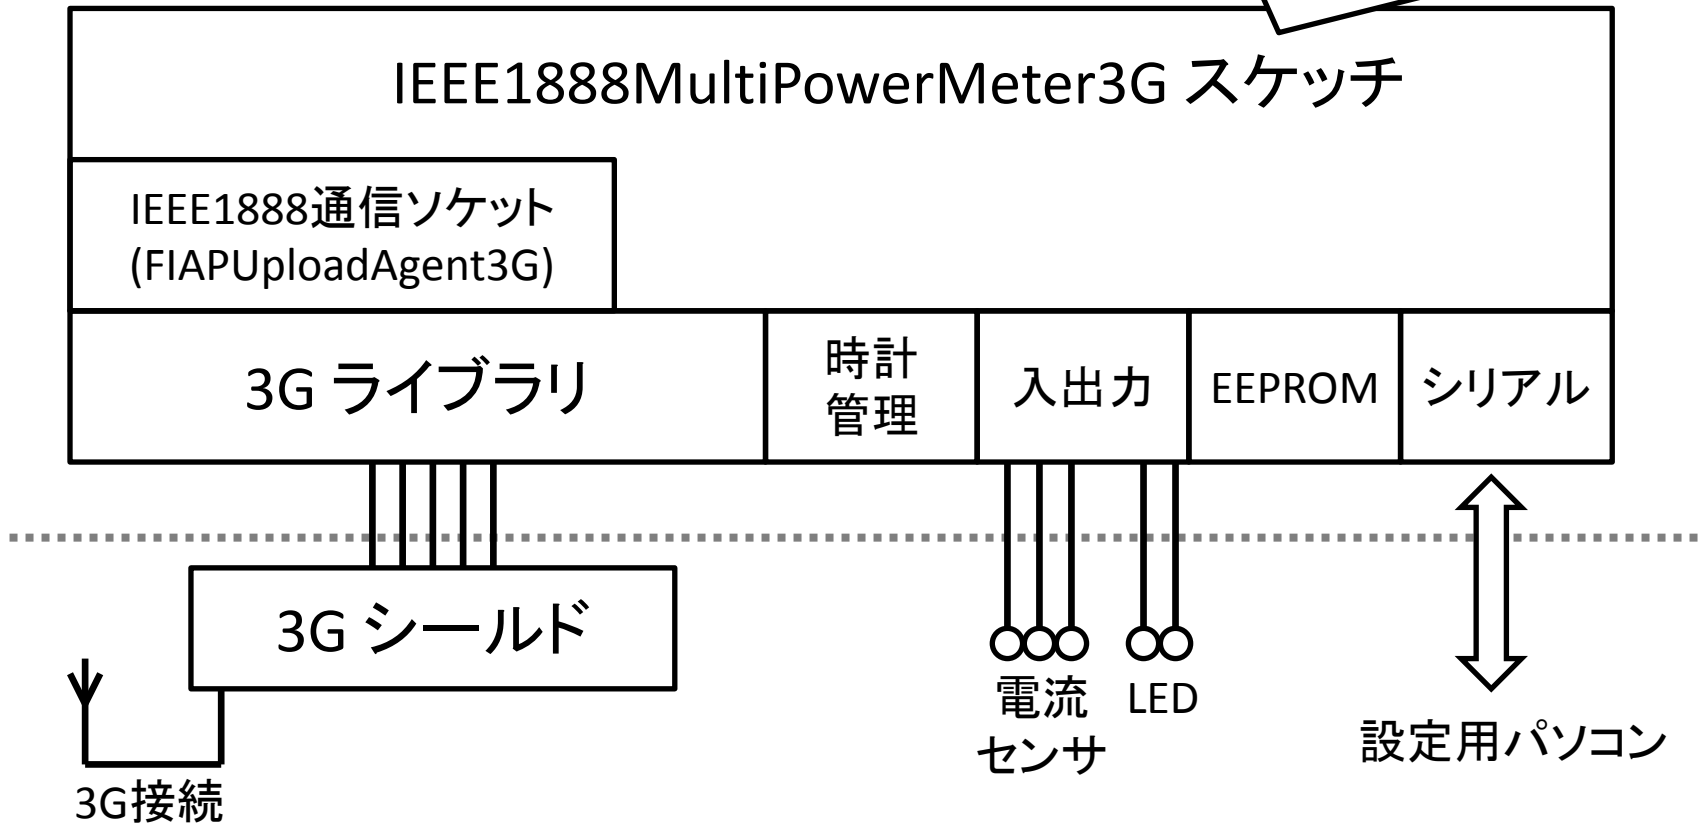 IEEE1888MultiPowerMeter3G スケッチ
IEEE1888通信ソケット
(FIAPUploadAgent3G)
3G ライブラリ
時計
管理
入出力
EEPROM
シリアル
3G シールド
3G接続
電流
センサ
LED
設定用パソコン